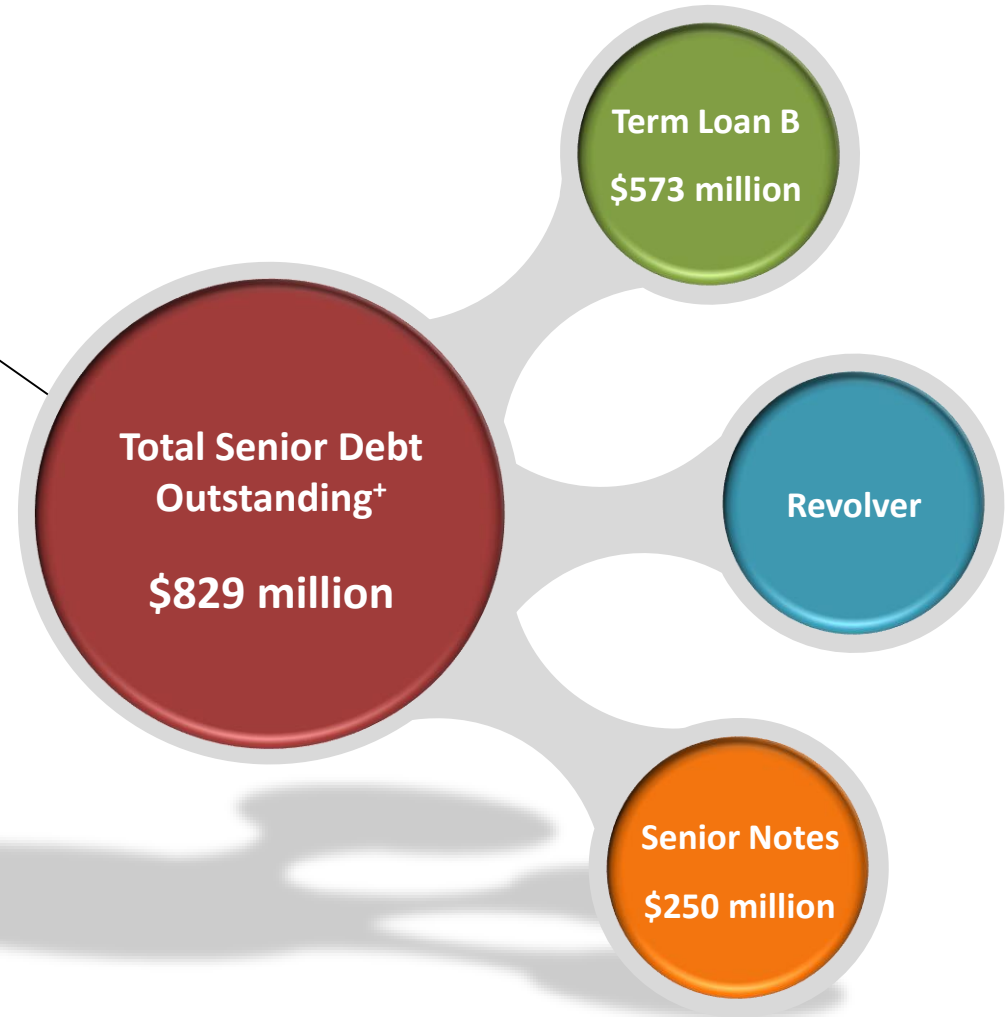 Term Loan B
$573 million
Total Senior Debt
Outstanding⁺
$829 million
Revolver
Senior Notes
$250 million